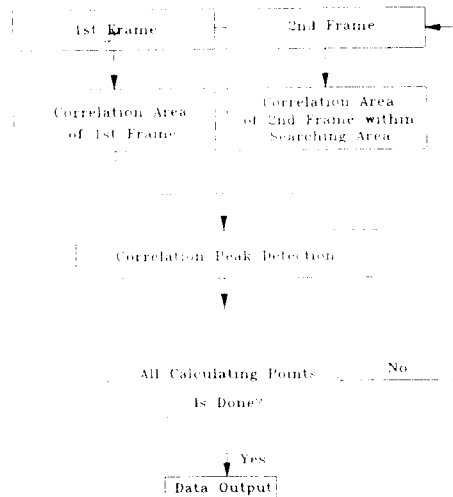 1st Frame
2nd Frame
Correlation Area
of 1st Frame
Correlation Area
of 2nd Frame within
Searching Area
Correlation Peak Detection
All Calculating Points
Is Done?
No
Yes
Data Output